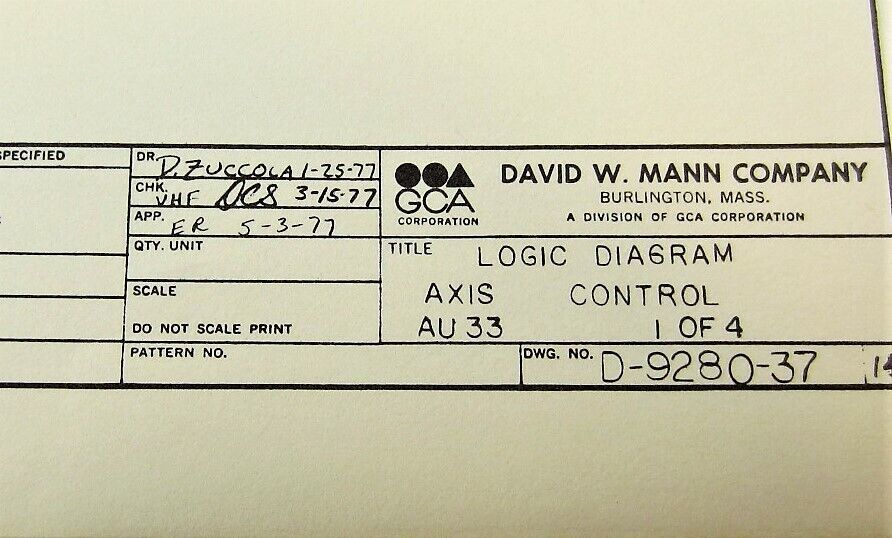 SPECIFIED
DR. D. ZUCCOLA 1-25-77
CHK. VHF DCS 3-15-77
APP. ER 5-3-77
QTY. UNIT
SCALE
DO NOT SCALE PRINT
PATTERN NO.
GCA
CORPORATION
DAVID W. MANN COMPANY
BURLINGTON, MASS.
A DIVISION OF GCA CORPORATION
TITLE LOGIC DIAGRAM
AXIS CONTROL
AU 33 1 OF 4
DWG. NO. D-9280-37